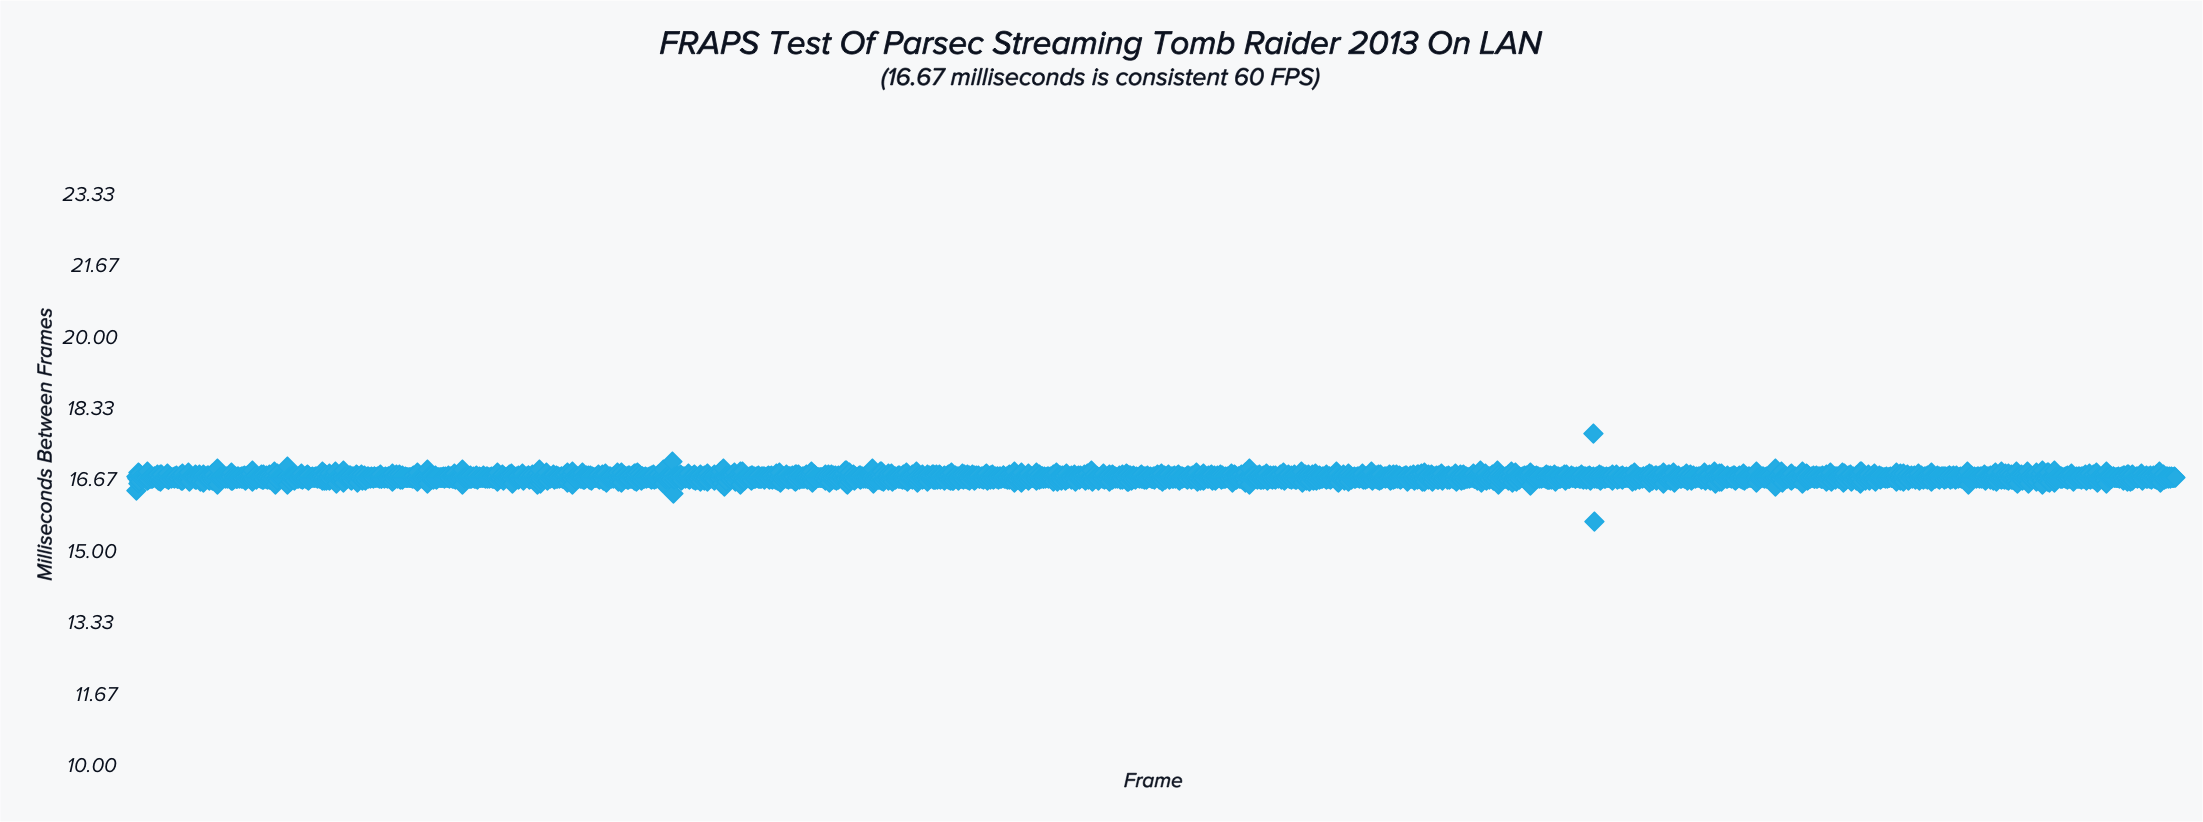 FRAPS Test Of Parsec Streaming Tomb Raider 2013 On LAN
(16.67 milliseconds is consistent 60 FPS)
Milliseconds Between Frames
23.33
21.67
20.00
18.33
16.67
15.00
13.33
11.67
10.00
Frame